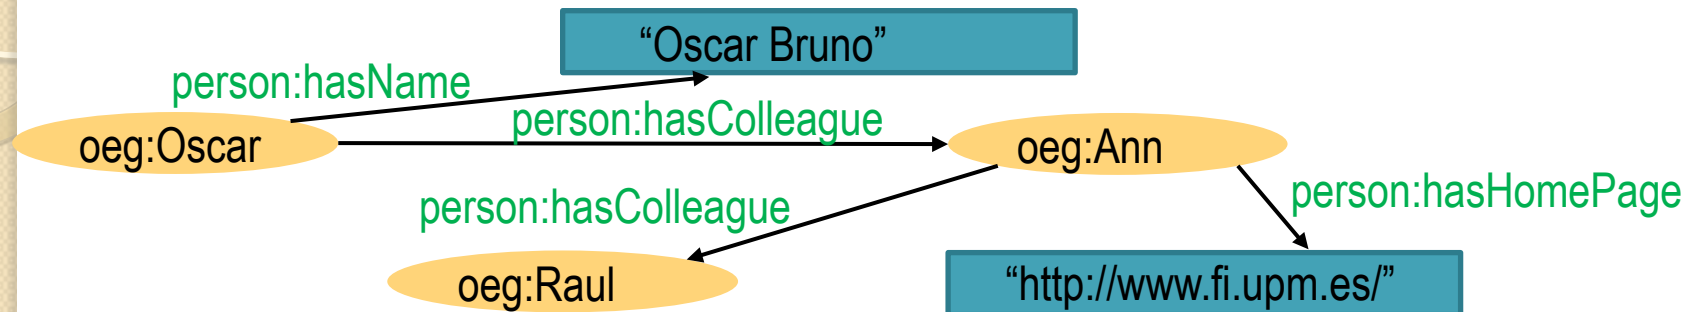 “Oscar Bruno”
person:hasName
person:hasColleague
oeg:Oscar
oeg:Ann
person:hasColleague
person:hasHomePage
oeg:Raul
“http://www.fi.upm.es/”